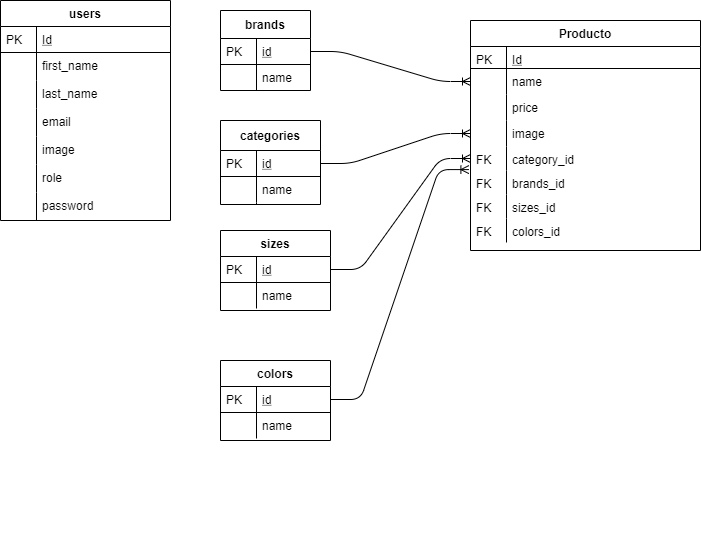 users
PK Id
first_name
last_name
email
image
role
password
brands
PK id
name
categories
PK id
name
sizes
PK id
name
colors
PK id
name
Producto
PK Id
name
price
image
FK category_id
FK brands_id
FK sizes_id
FK colors_id